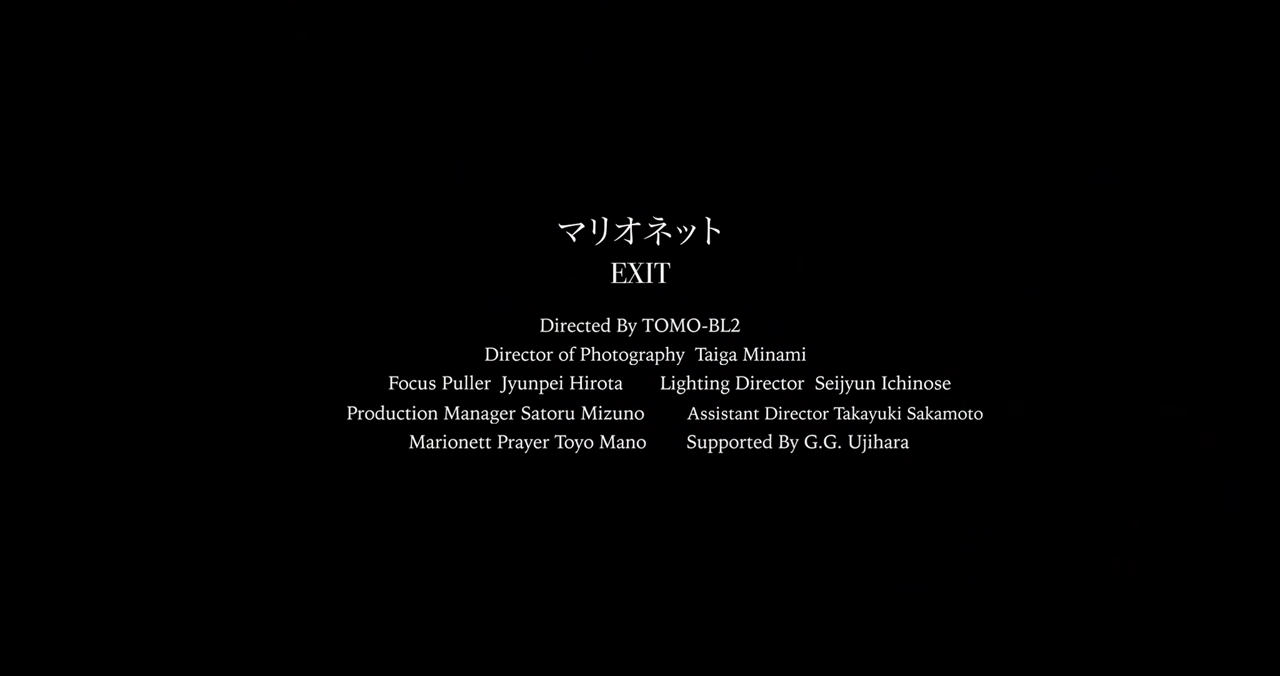 マリオネット
EXIT
Directed By TOMO-BL2
Director of Photography Taiga Minami
Focus Puller Jyunpei Hirota Lighting Director Seijyun Ichinose
Production Manager Satoru Mizuno Assistant Director Takayuki Sakamoto
Marionett Prayer Toyo Mano Supported By G.G. Ujihara